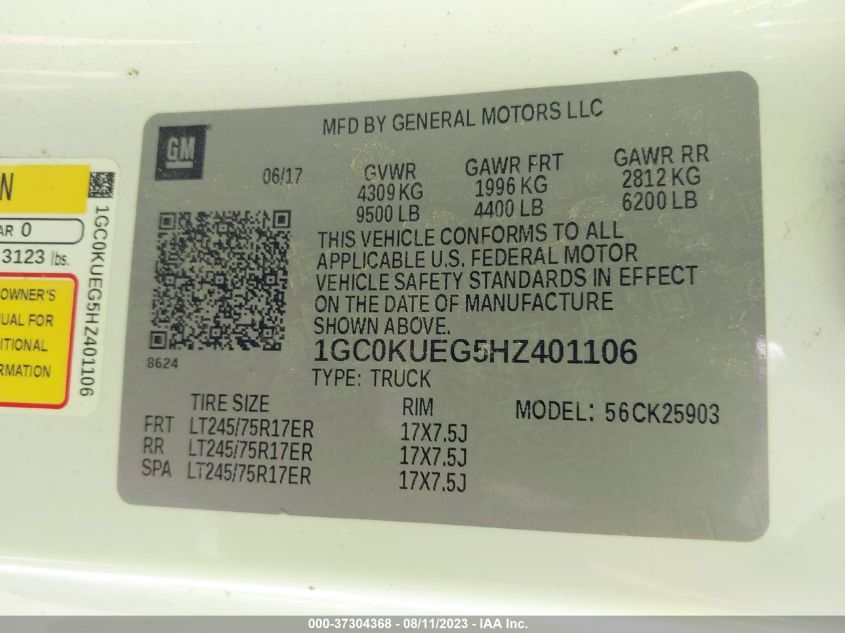 GM
MFD BY GENERAL MOTORS LLC
06/17
GVWR GAWR FRT GAWR RR
4309 KG 1996 KG 2812 KG
9500 LB 4400 LB 6200 LB
THIS VEHICLE CONFORMS TO ALL
APPLICABLE U.S. FEDERAL MOTOR
VEHICLE SAFETY STANDARDS IN EFFECT
ON THE DATE OF MANUFACTURE
SHOWN ABOVE.
8624
1GC0KUEG5HZ401106
TYPE: TRUCK
TIRE SIZE RIM MODEL: 56CK25903
FRT LT245/75R17ER 17X7.5J
RR LT245/75R17ER 17X7.5J
SPA LT245/75R17ER 17X7.5J
N
AR 0
3123 lbs.
OWNER'S
UAL FOR
ITIONAL
RMATION
1GC0KUEG5HZ401106
000-37304368 - 08/11/2023 - IAA Inc.